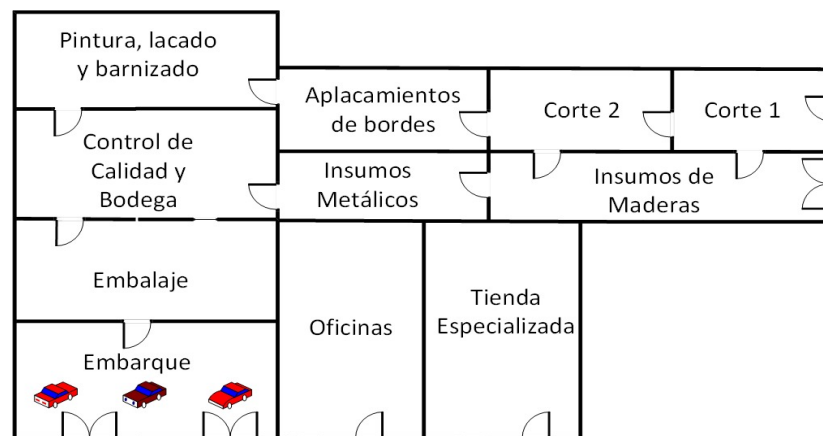 Pintura, lacado
y barnizado
Aplacamientos
de bordes
Corte 2
Corte 1
Control de
Calidad y
Bodega
Insumos
Metálicos
Insumos de
Maderas
Embalaje
Oficinas
Tienda
Especializada
Embarque